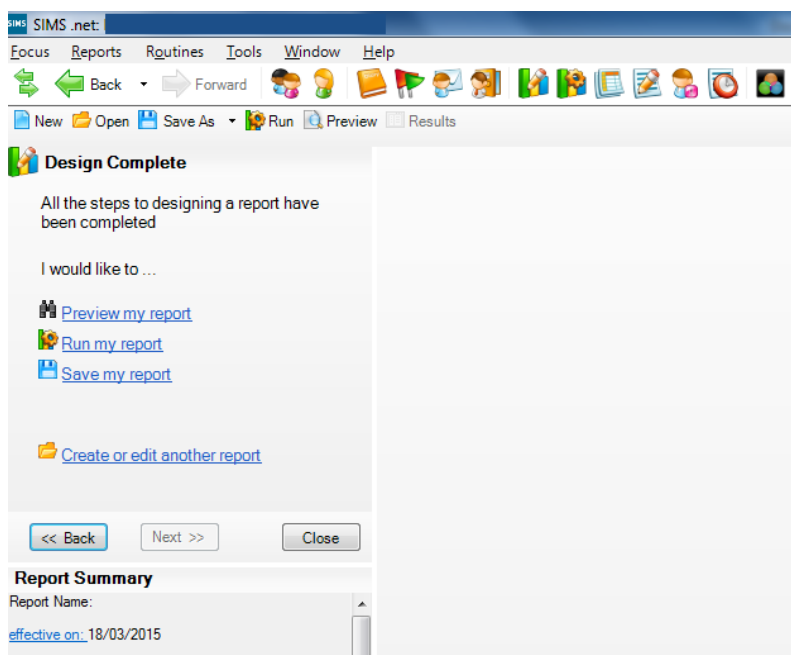 SIMS SIMS .net:
Focus Reports Routines Tools Window Help
Back Forward
New Open Save As Run Preview Results
Design Complete
All the steps to designing a report have
been completed
I would like to ...
Preview my report
Run my report
Save my report
Create or edit another report
<< Back Next >> Close
Report Summary
Report Name:
effective on: 18/03/2015